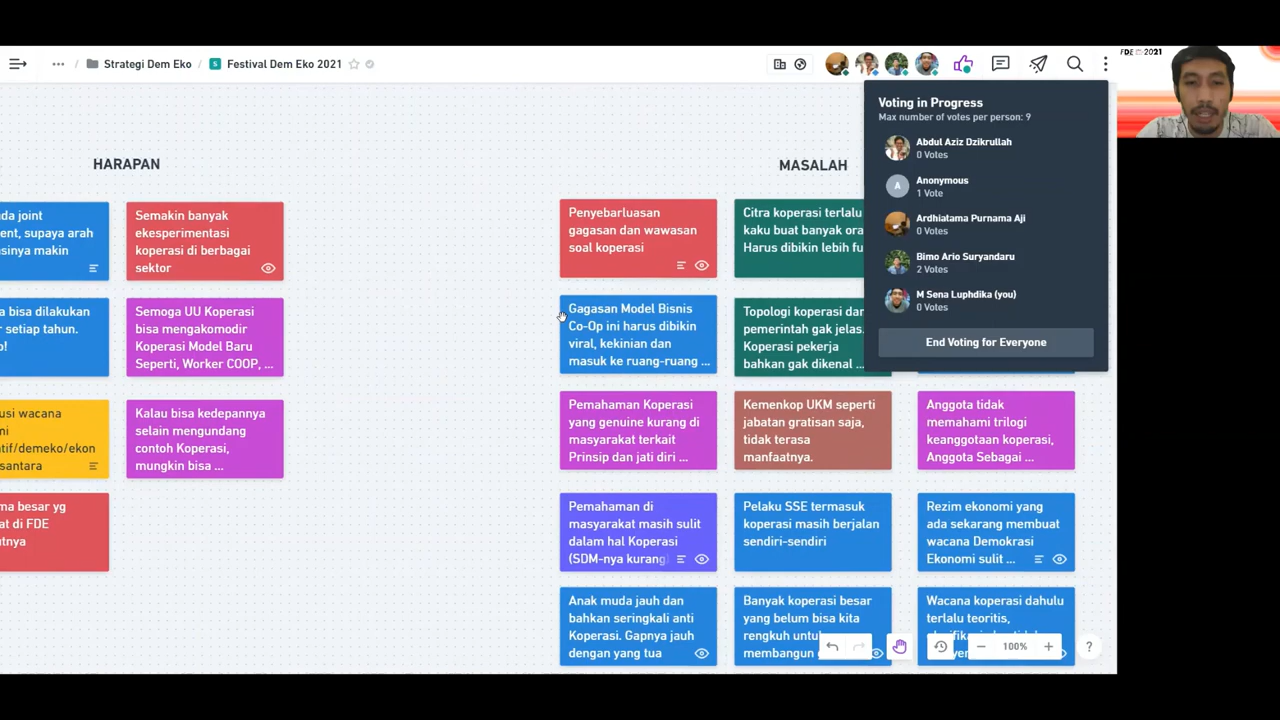 Strategi Dem Eko / Festival Dem Eko 2021
FDE 2021
HARAPAN
MASALAH
ada joint
ent, supaya arah
sinya makin
Semakin banyak
eksperimentasi
koperasi di berbagai
sektor
a bisa dilakukan
r setiap tahun.
o!
Semoga UU Koperasi
bisa mengakomodir
Koperasi Model Baru
Seperti, Worker COOP, ...
usi wacana
mi
atif/demeko/ekon
santara
Kalau bisa kedepannya
selain mengundang
contoh Koperasi,
mungkin bisa ...
ma besar yg
at di FDE
utnya
Penyebarluasan
gagasan dan wawasan
soal koperasi
Citra koperasi terlalu
kaku buat banyak ora
Harus dibikin lebih fu
Gagasan Model Bisnis
Co-Op ini harus dibikin
viral, kekinian dan
masuk ke ruang-ruang ...
Topologi koperasi dar
pemerintah gak jelas.
Koperasi pekerja
bahkan gak dikenal ...
Pemahaman Koperasi
yang genuine kurang di
masyarakat terkait
Prinsip dan jati diri ...
Kemenkop UKM seperti
jabatan gratisan saja,
tidak terasa
manfaatnya.
Anggota tidak
memahami trilogi
keanggotaan koperasi,
Anggota Sebagai ...
Pemahaman di
masyarakat masih sulit
dalam hal Koperasi
(SDM-nya kurang)
Pelaku SSE termasuk
koperasi masih berjalan
sendiri-sendiri
Rezim ekonomi yang
ada sekarang membuat
wacana Demokrasi
Ekonomi sulit ...
Anak muda jauh dan
bahkan seringkali anti
Koperasi. Gapnya jauh
dengan yang tua
Banyak koperasi besar
yang belum bisa kita
rengkuh untu
membangun
Wacana koperasi dahulu
terlalu teoritis,
Voting in Progress
Max number of votes per person: 9
Abdul Aziz Dzikrullah
0 Votes
A
Anonymous
1 Vote
Ardhiatama Purnama Aji
0 Votes
Bimo Ario Suryandaru
2 Votes
M Sena Luphdika (you)
0 Votes
End Voting for Everyone
100%